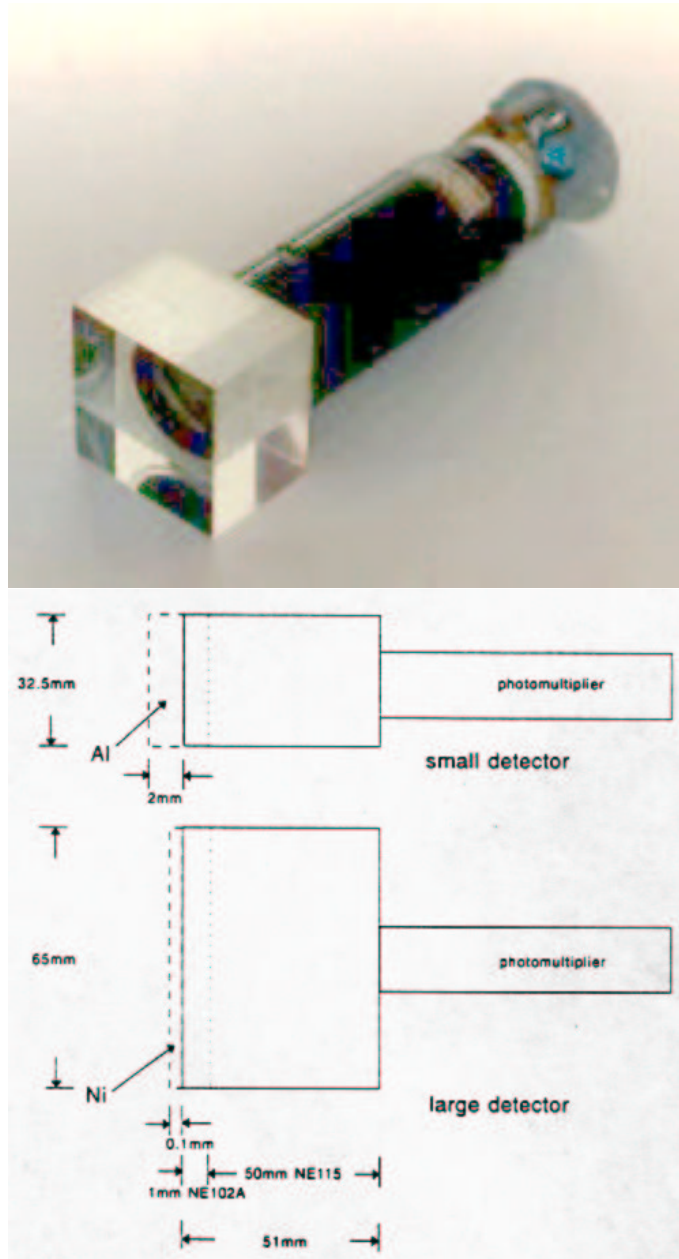 32.5mm
photomultiplier
Al
small detector
2mm
65mm
photomultiplier
Ni
large detector
0.1mm
50mm NE115
1mm NE102A
51mm